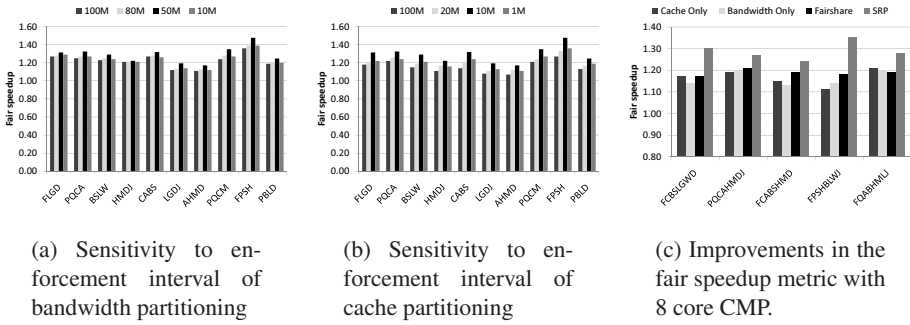 100M 80M 50M 10M
Fair speedup
1.60
1.40
1.20
1.00
0.80
0.60
0.40
0.20
0.00
FLGD PQCA BSLW HMDJ CABS LGDJ AHMD PQCM FPSH PBLD
(a) Sensitivity to en-
forcement interval of
bandwidth partitioning
100M 20M 10M 1M
Fair speedup
1.60
1.40
1.20
1.00
0.80
0.60
0.40
0.20
0.00
FLGD PQCA BSLW HMDJ CABS LGDJ AHMD PQCM FPSH PBLD
(b) Sensitivity to en-
forcement interval of
cache partitioning
Cache Only Bandwidth Only Fairshare SRP
Fair speedup
1.40
1.30
1.20
1.10
1.00
0.90
0.80
FCBSLGWD PQCAHMDJ FCABSHMD FPSHBLWJ FQABHMLJ
(c) Improvements in the
fair speedup metric with
8 core CMP.